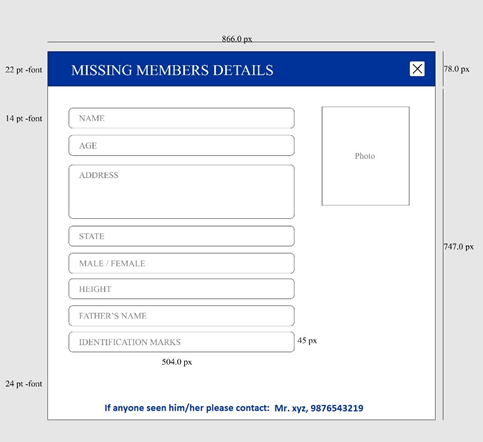 866.0 px
22 pt -font
MISSING MEMBERS DETAILS
78.0 px
14 pt -font
NAME
AGE
Photo
ADDRESS
STATE
747.0 px
MALE / FEMALE
HEIGHT
FATHER'S NAME
IDENTIFICATION MARKS
45 px
504.0 px
24 pt -font
If anyone seen him/her please contact: Mr. xyz, 9876543219